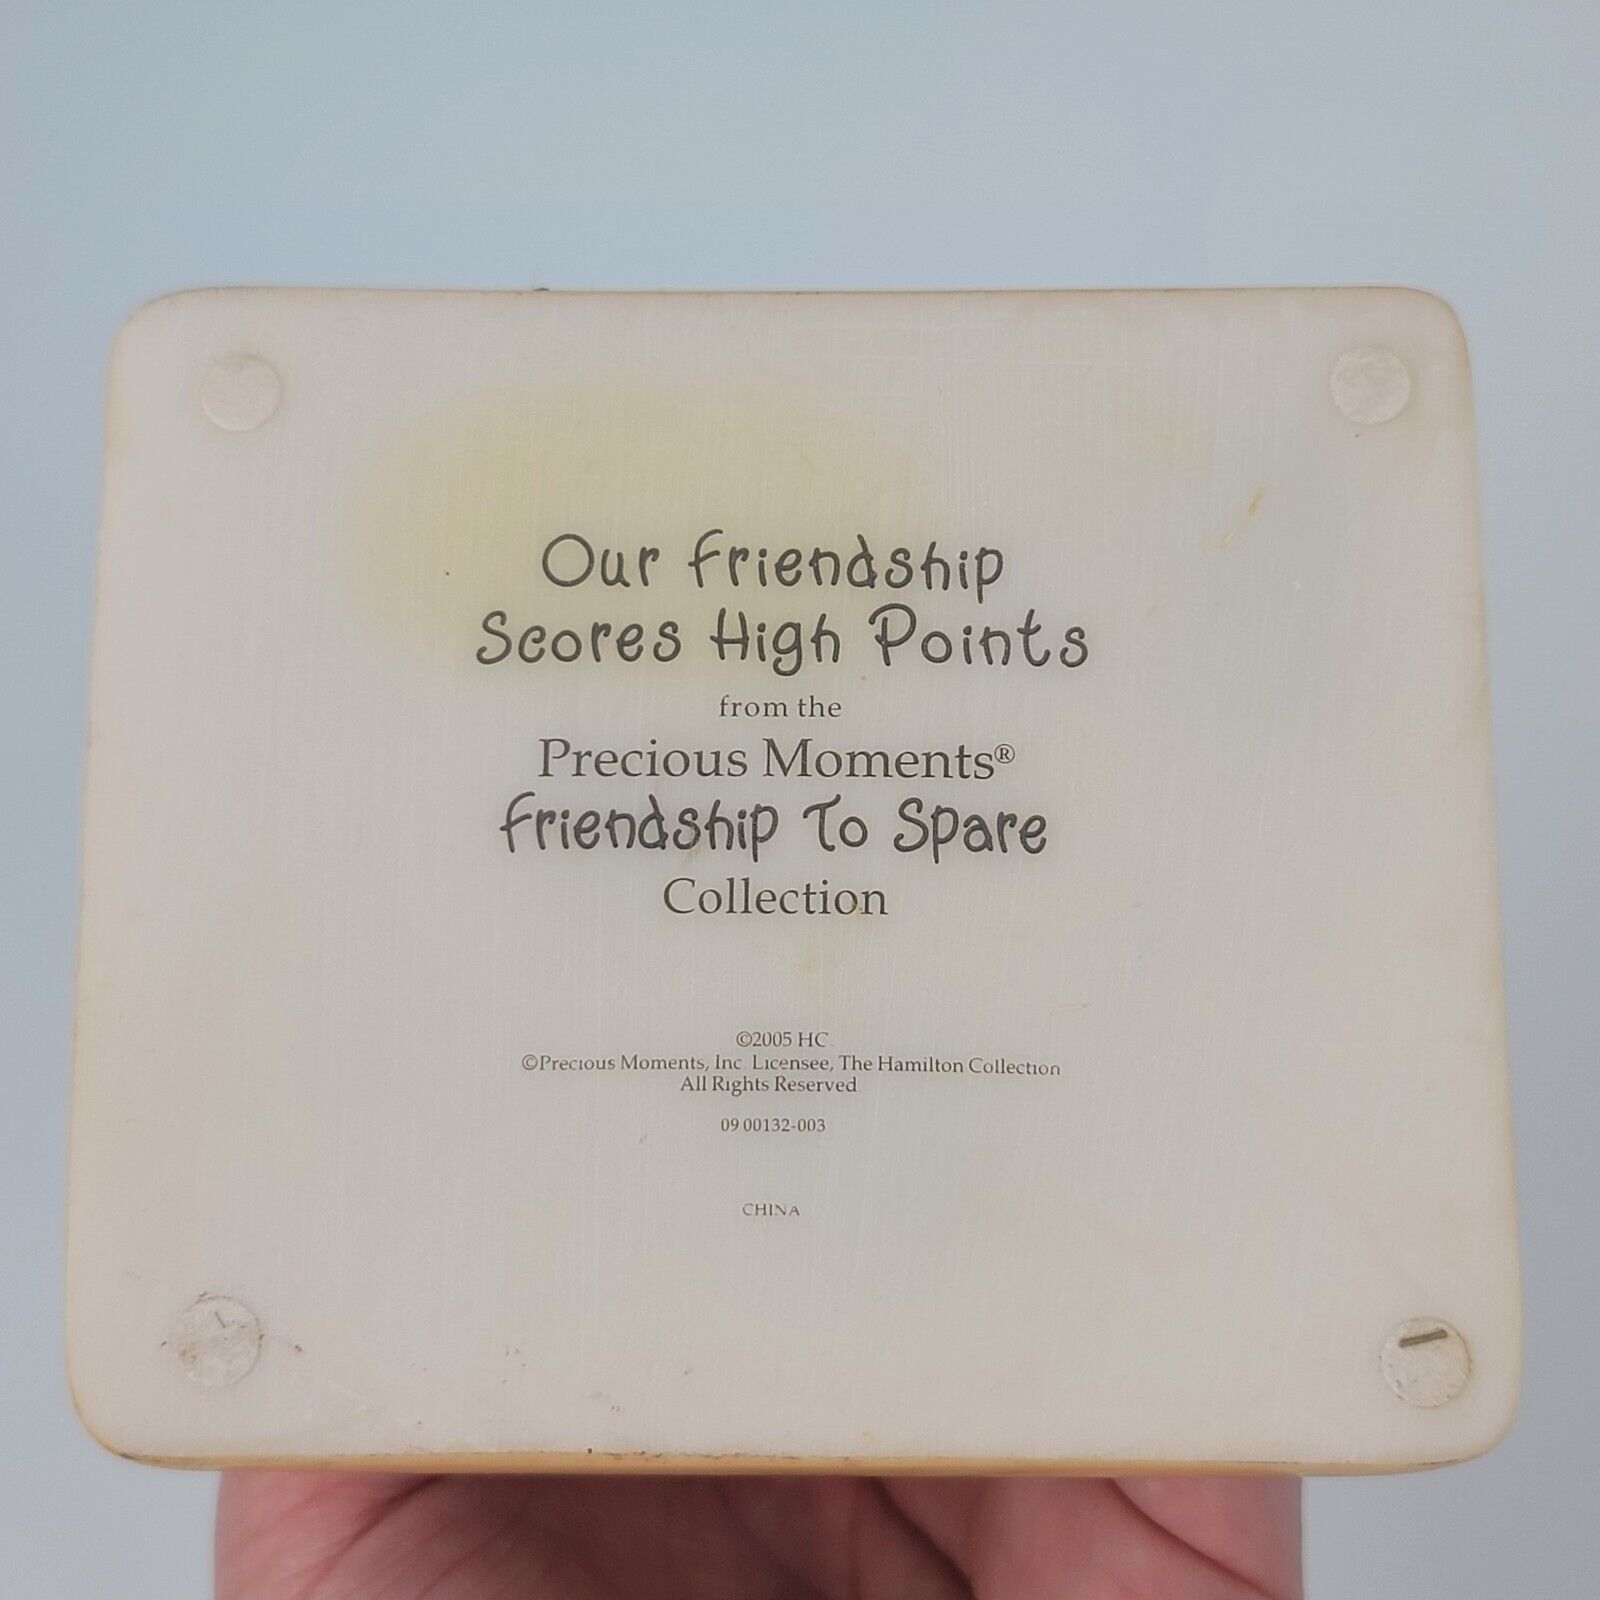 Our Friendship
Scores High Points
from the
Precious Moments®
Friendship To Spare
Collection
©2005 HC
©Precious Moments, Inc. Licensee, The Hamilton Collection
All Rights Reserved
09 00132-003
CHINA